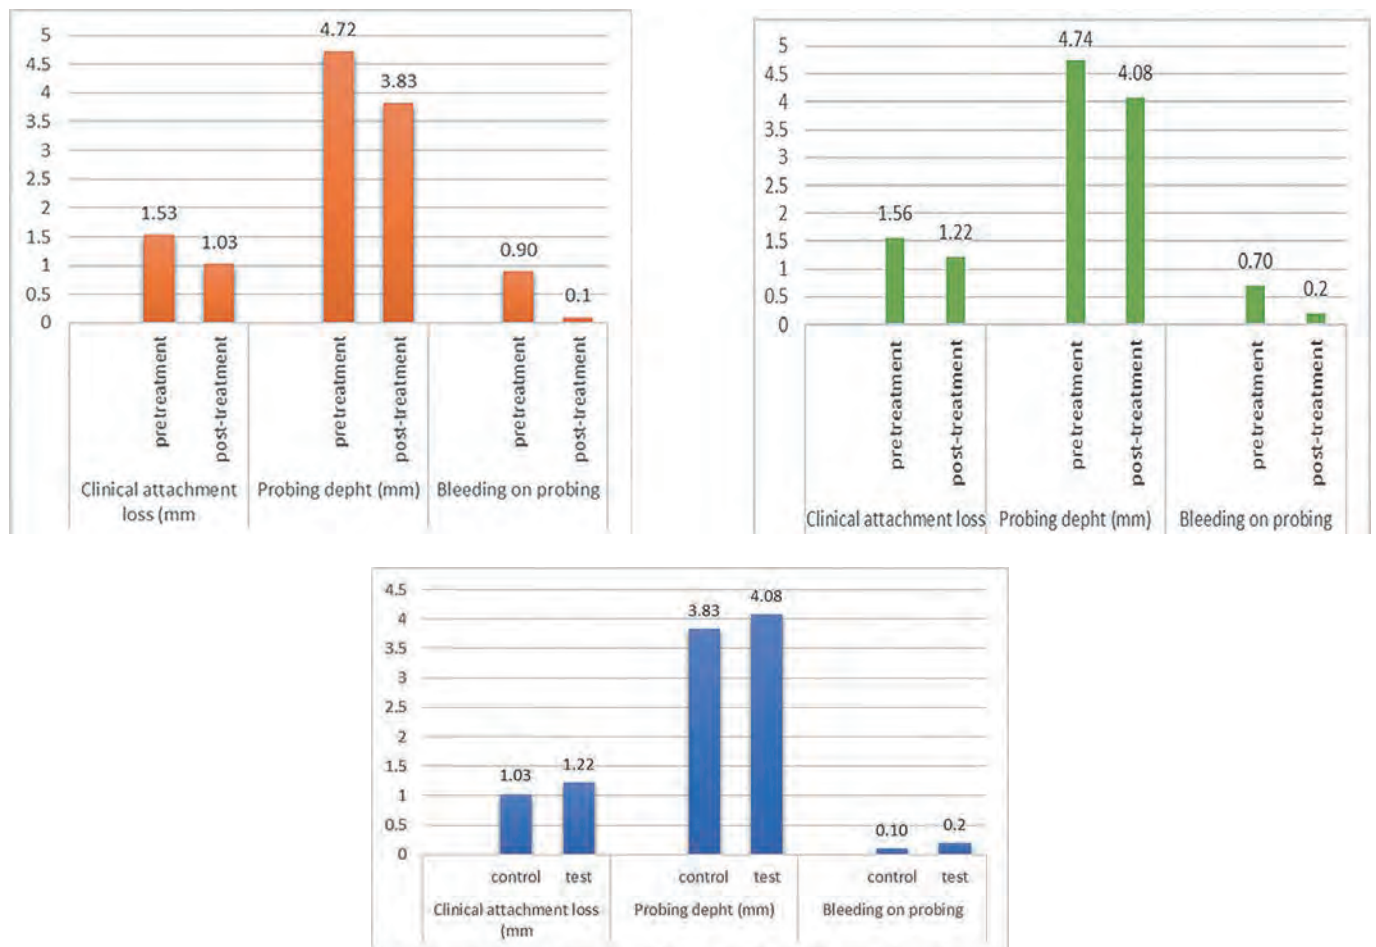 5
4.5
4
3.5
3
2.5
2
1.5
1
0.5
0
1.53
1.03
4.72
3.83
0.90
0.1
pretreatment
post-treatment
pretreatment
post-treatment
pretreatment
post-treatment
Clinical attachment
loss (mm
Probing depht (mm)
Bleeding on probing
5
4.5
4
3.5
3
2.5
2
1.5
1
0.5
0
1.56
1.22
4.74
4.08
0.70
0.2
pretreatment
post-treatment
pretreatment
post-treatment
pretreatment
post-treatment
Clinical attachment loss
Probing depht (mm)
Bleeding on probing
4.5
4
3.5
3
2.5
2
1.5
1
0.5
0
1.03
1.22
3.83
4.08
0.10
0.2
control
test
control
test
control
test
Clinical attachment loss
(mm
Probing depht (mm)
Bleeding on probing